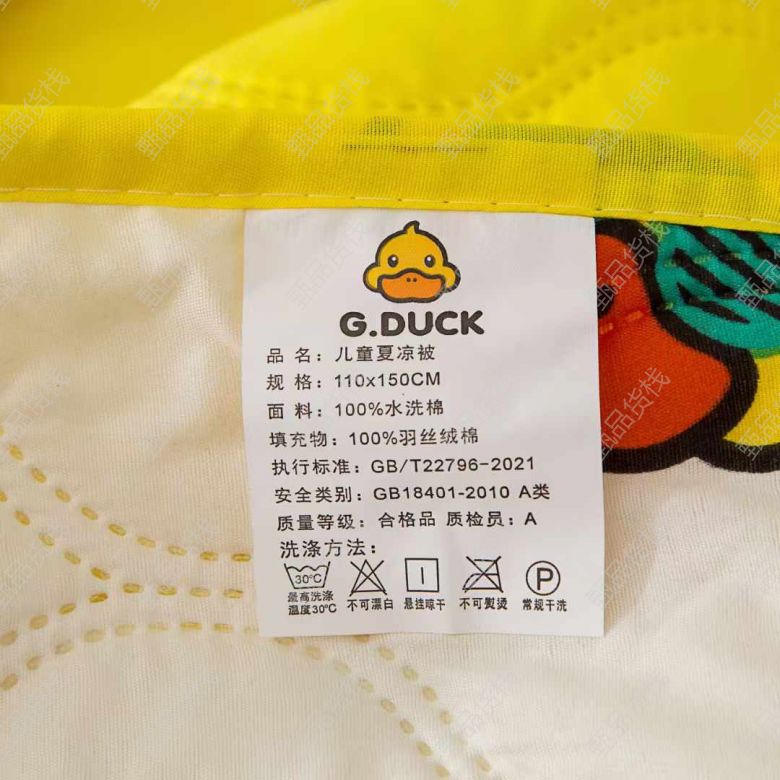 G.DUCK
品 名：儿童夏凉被
规 格：110x150CM
面 料：100%水洗棉
填充物：100%羽丝绒棉
执行标准：GB/T22796-2021
安全类别：GB18401-2010 A类
质量等级：合格品 质检员：A
洗涤方法：
30℃ P
最高洗涤温度30℃ 不可漂白 悬挂晾干 不可熨烫 常规干洗
甄品货栈